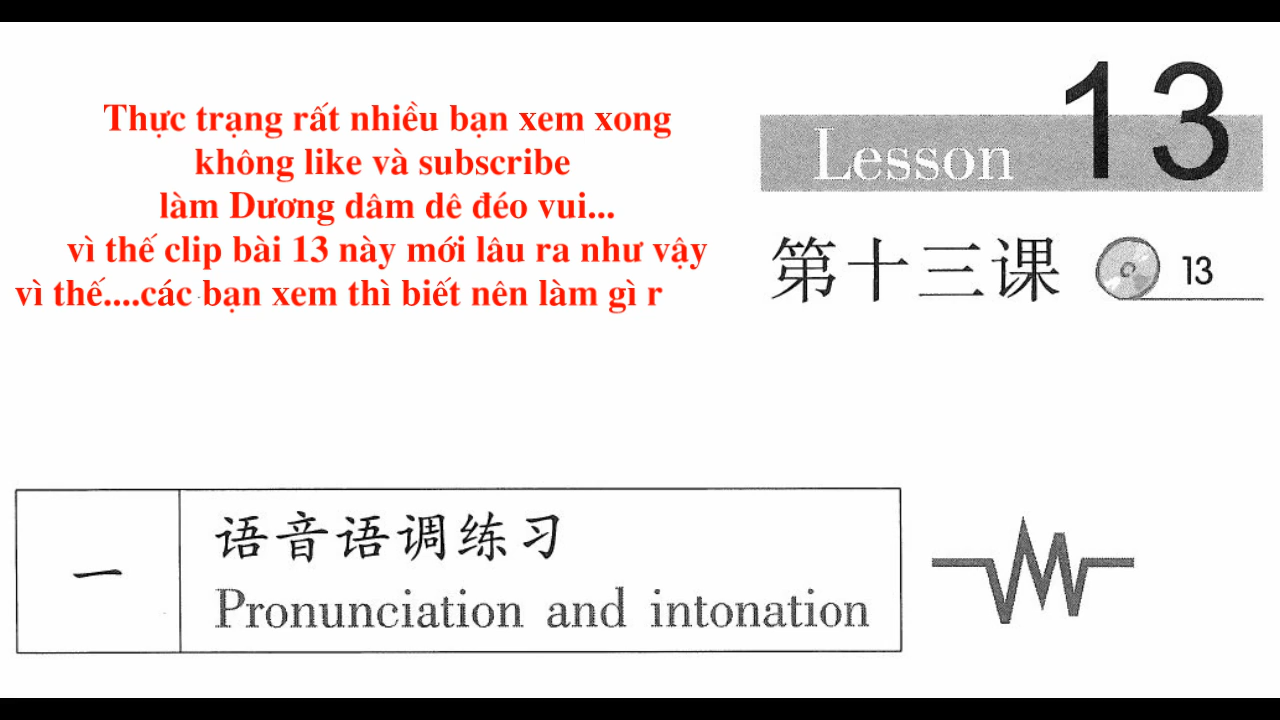 Thực trạng rất nhiều bạn xem xong
không like và subscribe
làm Dương dâm dê đéo vui...
vì thế clip bài 13 này mới lâu ra như vậy
vì thế....các bạn xem thì biết nên làm gì r
Lesson 13
第十三课 13
一
语音语调练习
Pronunciation and intonation